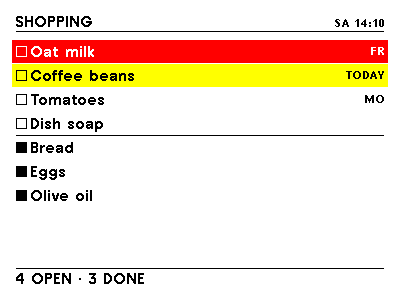 SHOPPING SA 14:10
Oat milk FR
Coffee beans TODAY
Tomatoes MO
Dish soap
Bread
Eggs
Olive oil
4 OPEN · 3 DONE